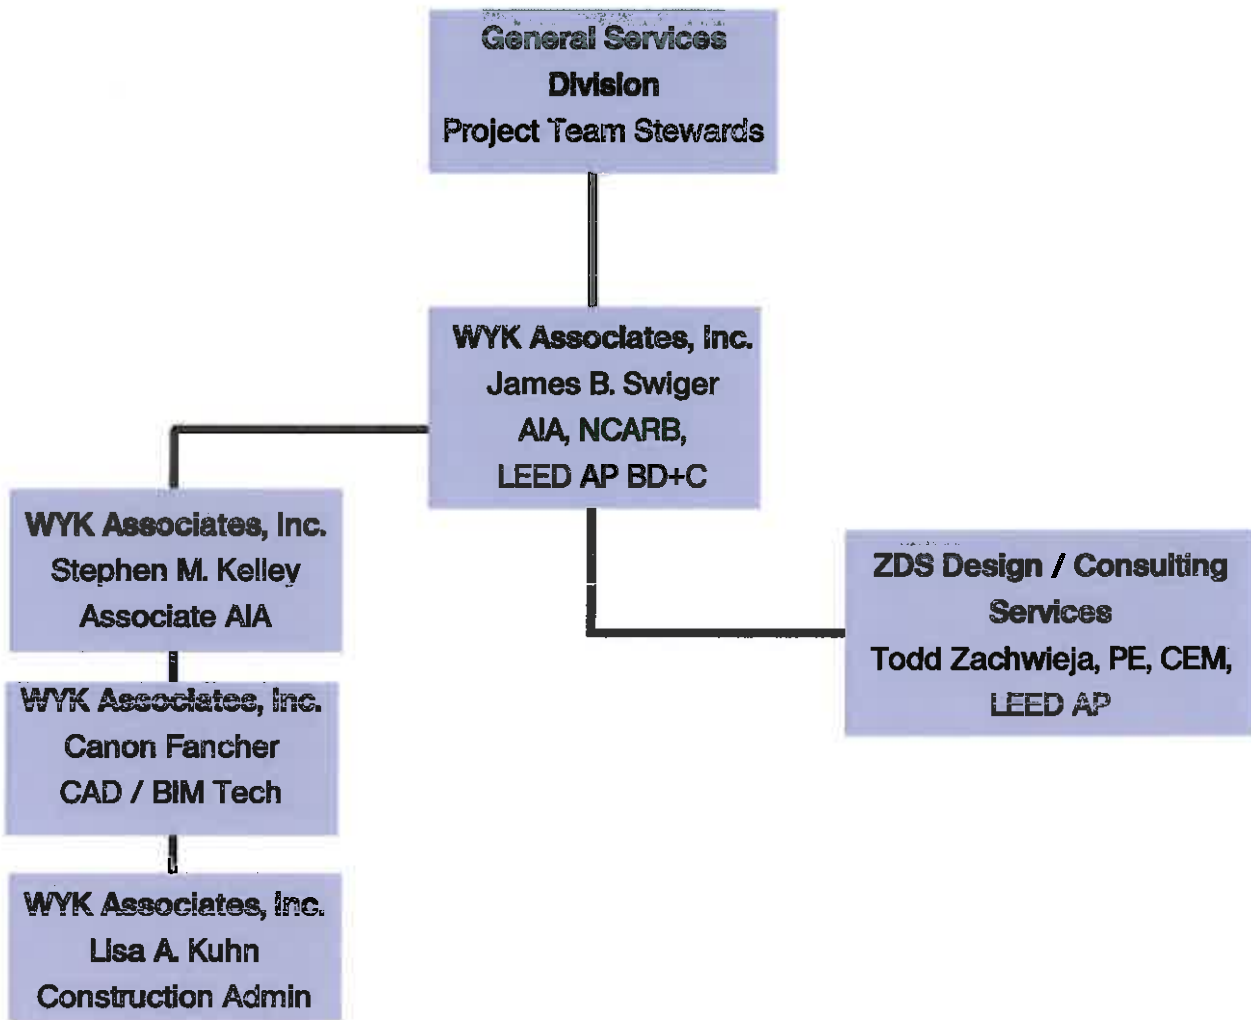 General Services
Division
Project Team Stewards
WYK Associates, Inc.
James B. Swiger
AIA, NCARB,
LEED AP BD+C
WYK Associates, Inc.
Stephen M. Kelley
Associate AIA
ZDS Design / Consulting
Services
Todd Zachwieja, PE, CEM,
LEED AP
WYK Associates, Inc.
Canon Fancher
CAD / BIM Tech
WYK Associates, Inc.
Lisa A. Kuhn
Construction Admin